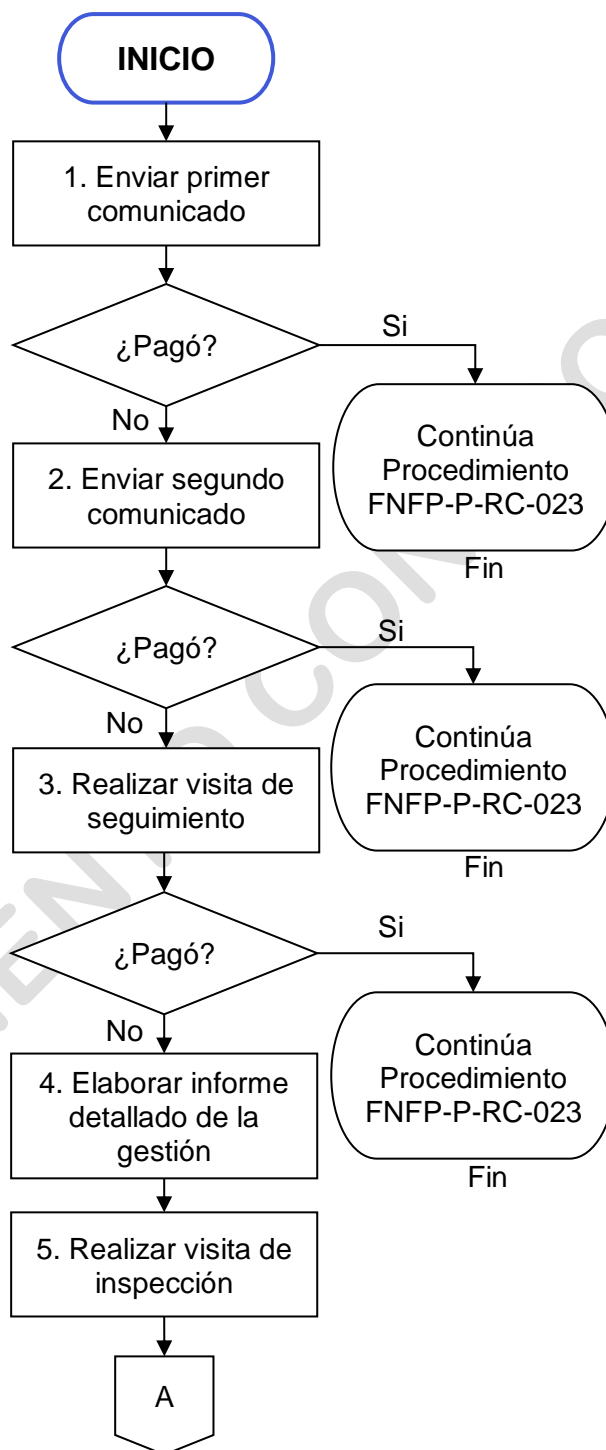 INICIO
1. Enviar primer
comunicado
¿Pagó?
Si
No
Continúa
Procedimiento
FNFP-P-RC-023
Fin
2. Enviar segundo
comunicado
¿Pagó?
Si
No
Continúa
Procedimiento
FNFP-P-RC-023
Fin
3. Realizar visita de
seguimiento
¿Pagó?
Si
No
Continúa
Procedimiento
FNFP-P-RC-023
Fin
4. Elaborar informe
detallado de la
gestión
5. Realizar visita de
inspección
A